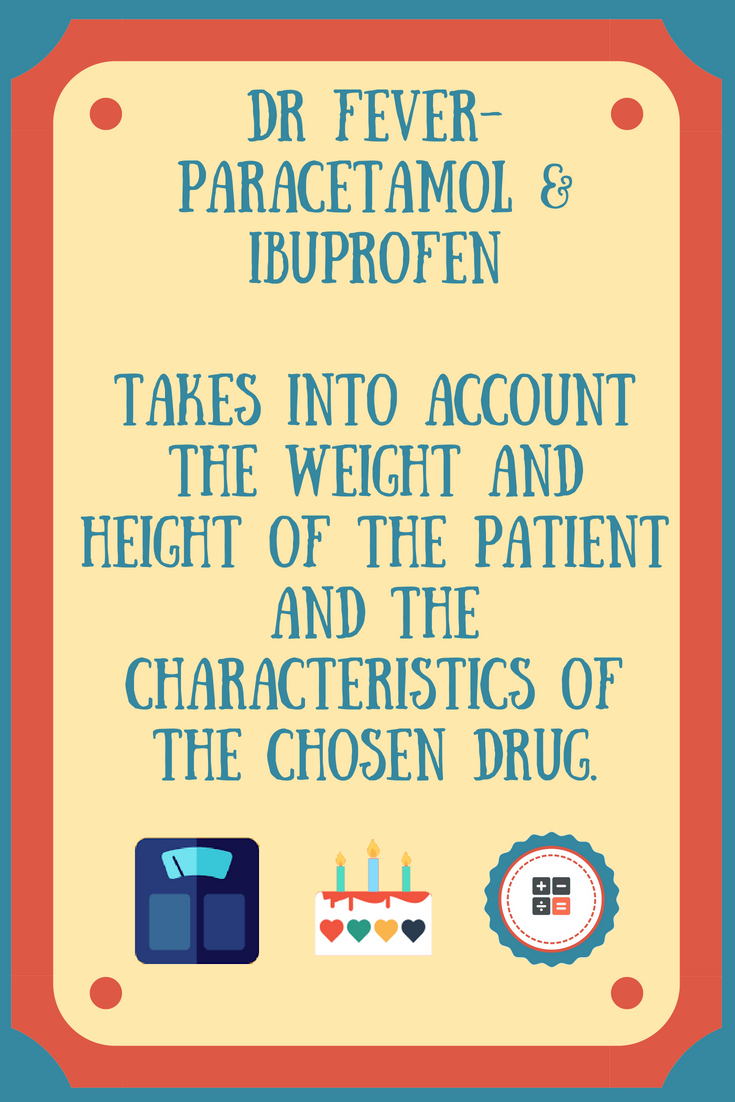 DR FEVER-
PARACETAMOL &
IBUPROFEN
TAKES INTO ACCOUNT
THE WEIGHT AND
HEIGHT OF THE PATIENT
AND THE
CHARACTERISTICS OF
THE CHOSEN DRUG.